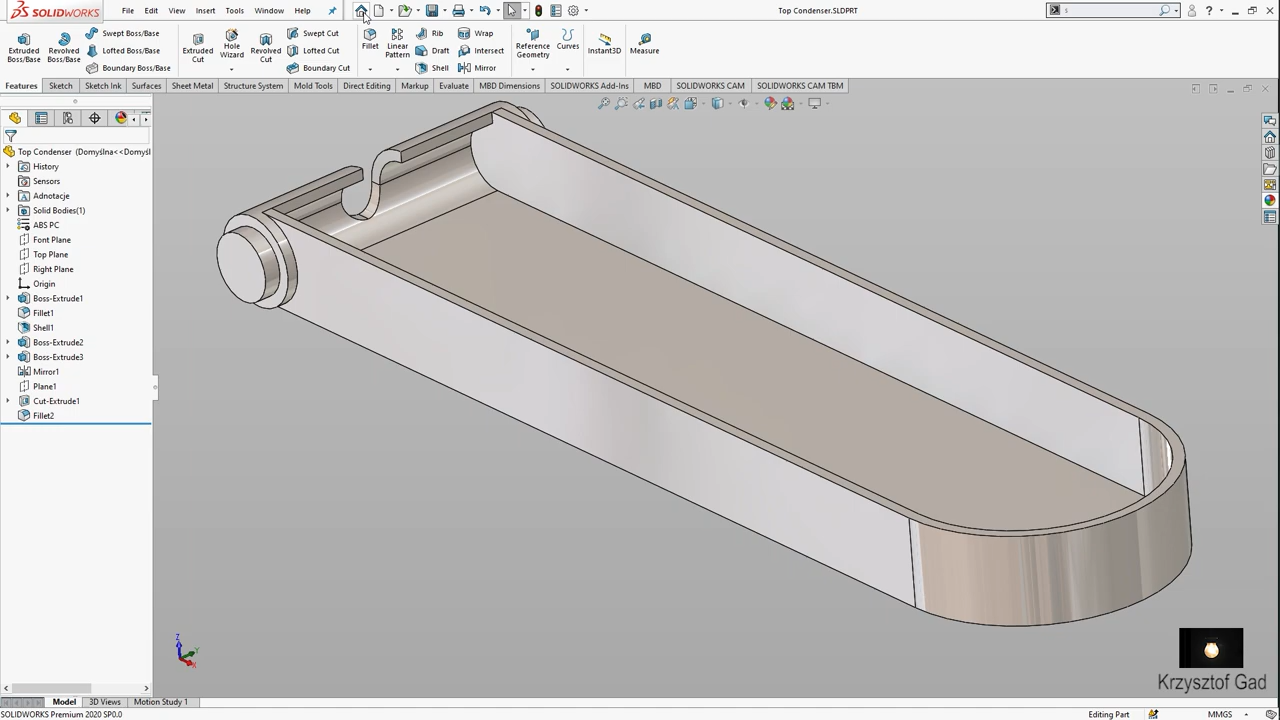 SOLIDWORKS File Edit View Insert Tools Window Help Top Condenser.SLDPRT s ?
Extruded Boss/Base
Revolved Boss/Base
Swept Boss/Base
Lofted Boss/Base
Boundary Boss/Base
Extruded Cut
Hole Wizard
Revolved Cut
Swept Cut
Lofted Cut
Boundary Cut
Fillet
Linear Pattern
Rib
Draft
Shell
Wrap
Intersect
Mirror
Reference Geometry
Curves
Instant3D
Measure
Features Sketch Sketch Ink Surfaces Sheet Metal Structure System Mold Tools Direct Editing Markup Evaluate MBD Dimensions SOLIDWORKS Add-Ins MBD SOLIDWORKS CAM SOLIDWORKS CAM TBM
Top Condenser (Domyślna<<Domyśl
History
Sensors
Adnotacje
Solid Bodies(1)
ABS PC
Font Plane
Top Plane
Right Plane
Origin
Boss-Extrude1
Fillet1
Shell1
Boss-Extrude2
Boss-Extrude3
Mirror1
Plane1
Cut-Extrude1
Fillet2
Z
Y
X
Krzysztof Gad
Model 3D Views Motion Study 1
SOLIDWORKS Premium 2020 SP0.0 Editing Part MMGS